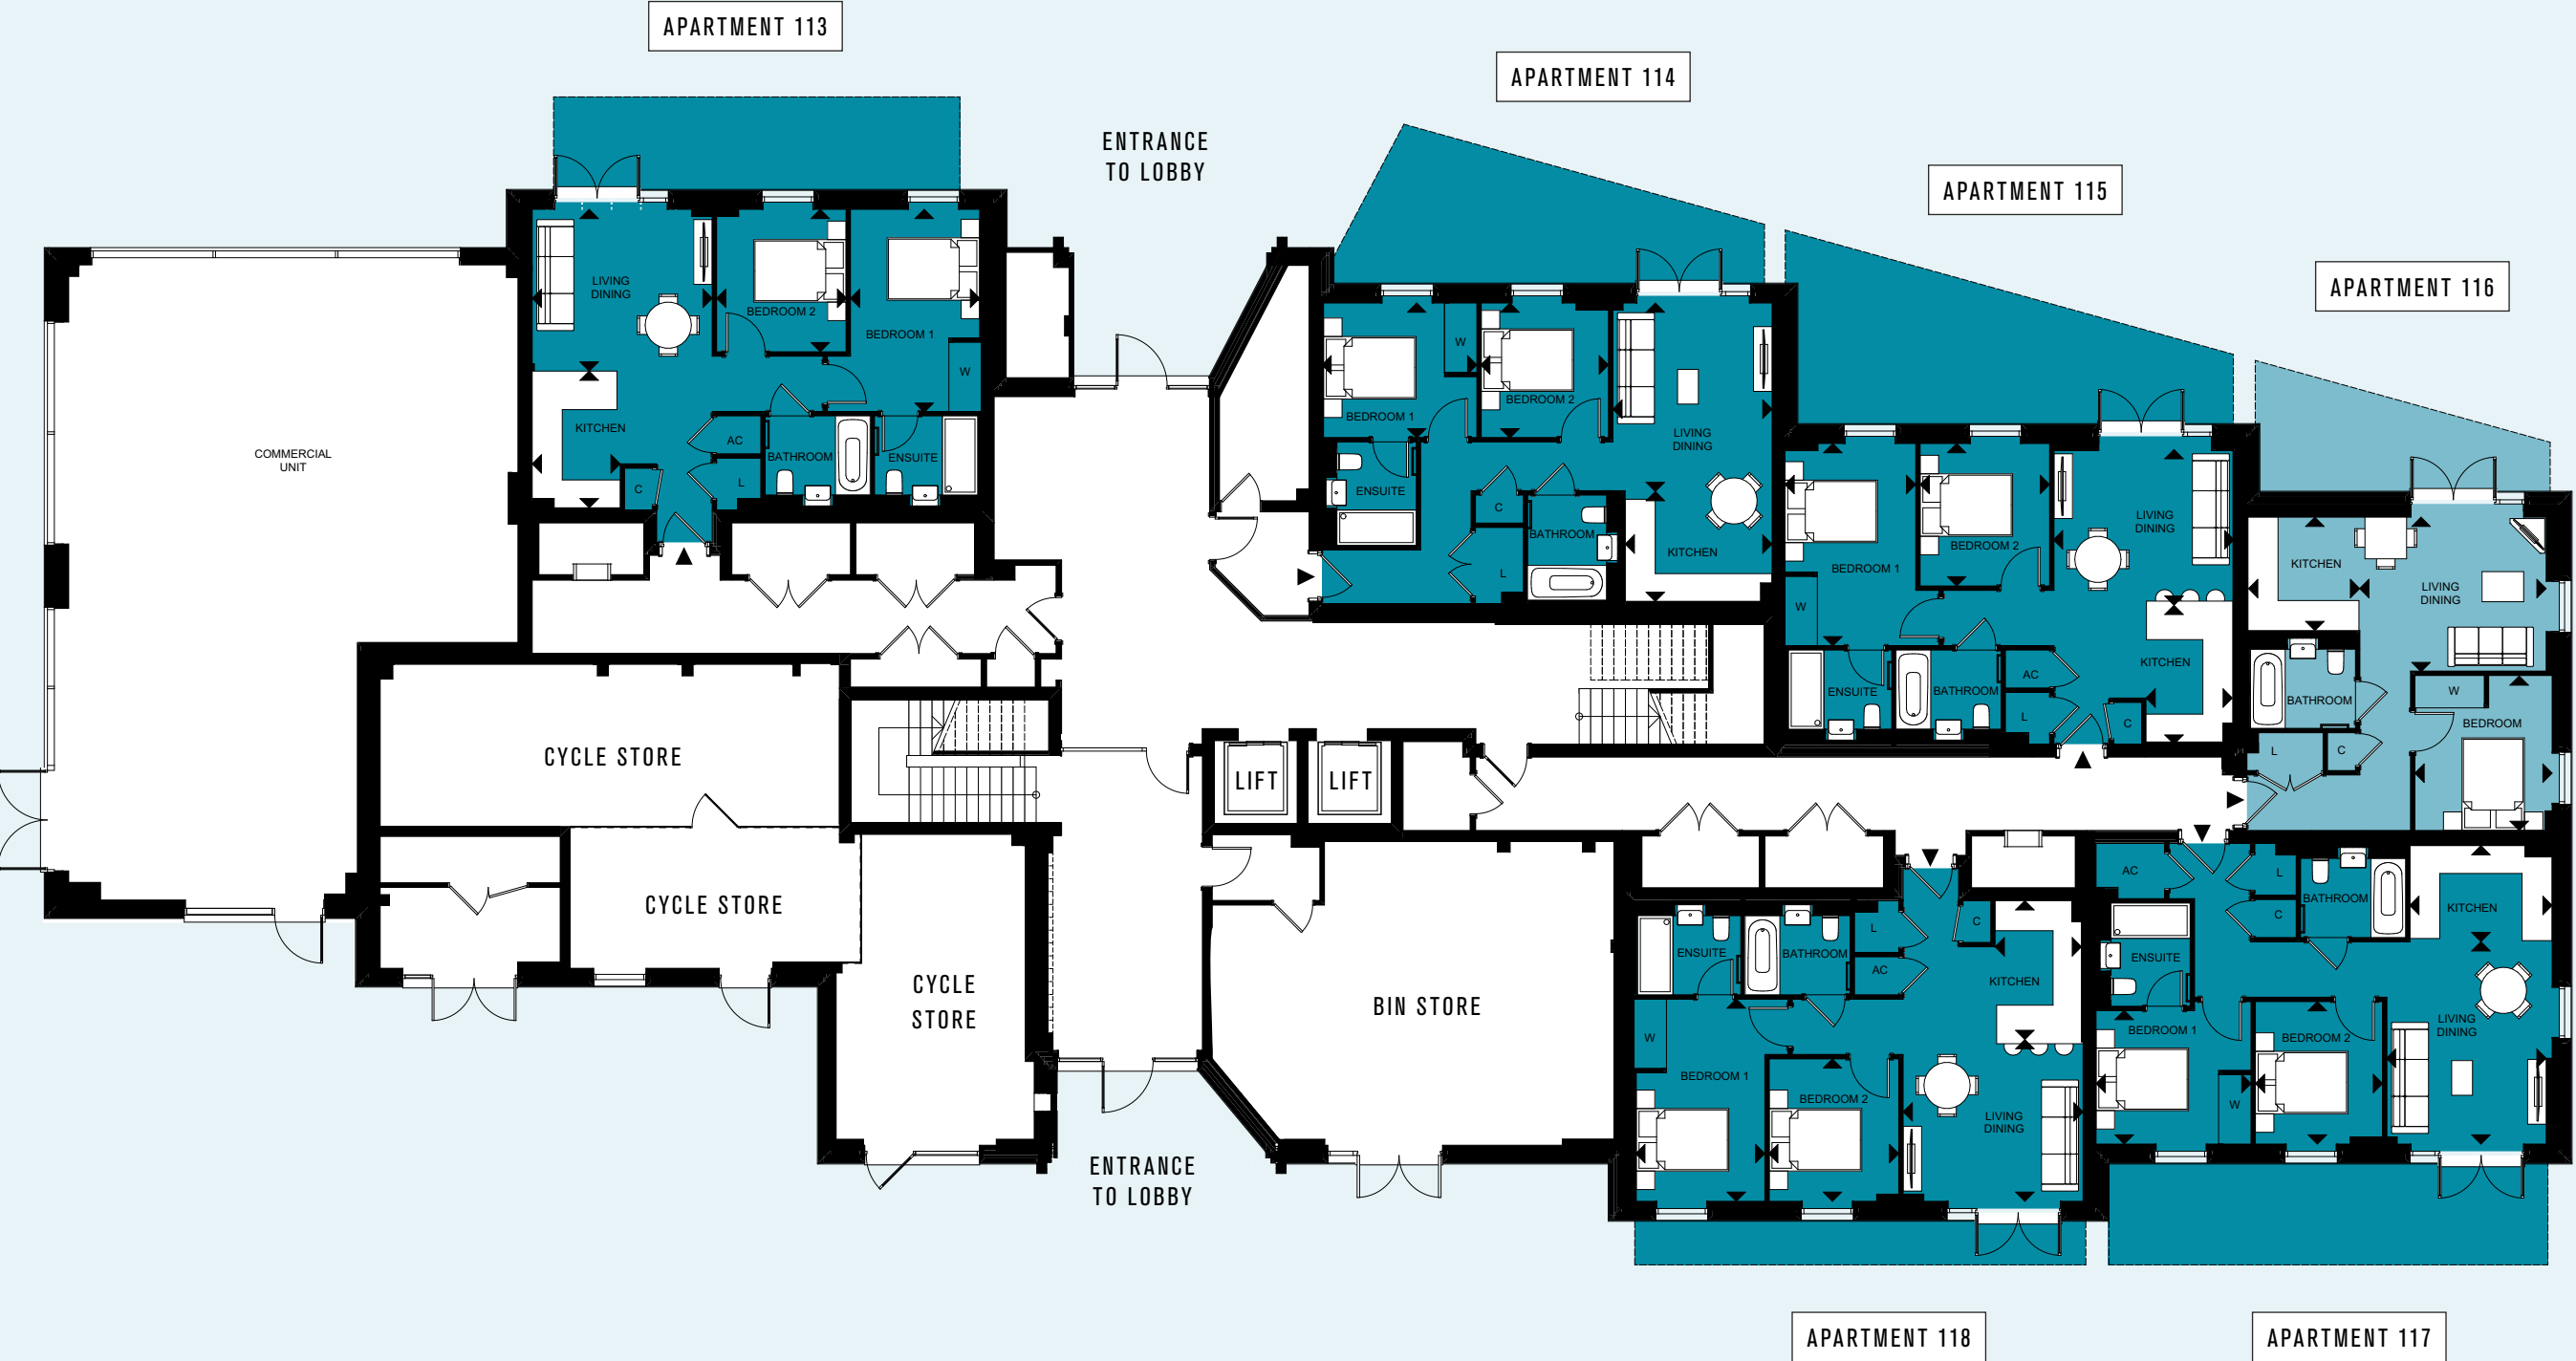 APARTMENT 113
APARTMENT 114
APARTMENT 115
APARTMENT 116
ENTRANCE
TO LOBBY
COMMERCIAL
UNIT
LIVING
DINING
BEDROOM 2
BEDROOM 1
W
KITCHEN
AC
BATHROOM
ENSUITE
C
L
BEDROOM 1
W
BEDROOM 2
LIVING
DINING
ENSUITE
C
BATHROOM
KITCHEN
L
BEDROOM 1
BEDROOM 2
LIVING
DINING
W
KITCHEN
ENSUITE
BATHROOM
AC
L
C
KITCHEN
LIVING
DINING
BATHROOM
W
BEDROOM
L
C
CYCLE STORE
LIFT
LIFT
CYCLE STORE
CYCLE
STORE
BIN STORE
ENTRANCE
TO LOBBY
ENSUITE
BATHROOM
L
C
AC
KITCHEN
W
BEDROOM 1
BEDROOM 2
LIVING
DINING
AC
L
C
BATHROOM
KITCHEN
ENSUITE
BEDROOM 1
BEDROOM 2
LIVING
DINING
W
APARTMENT 118
APARTMENT 117